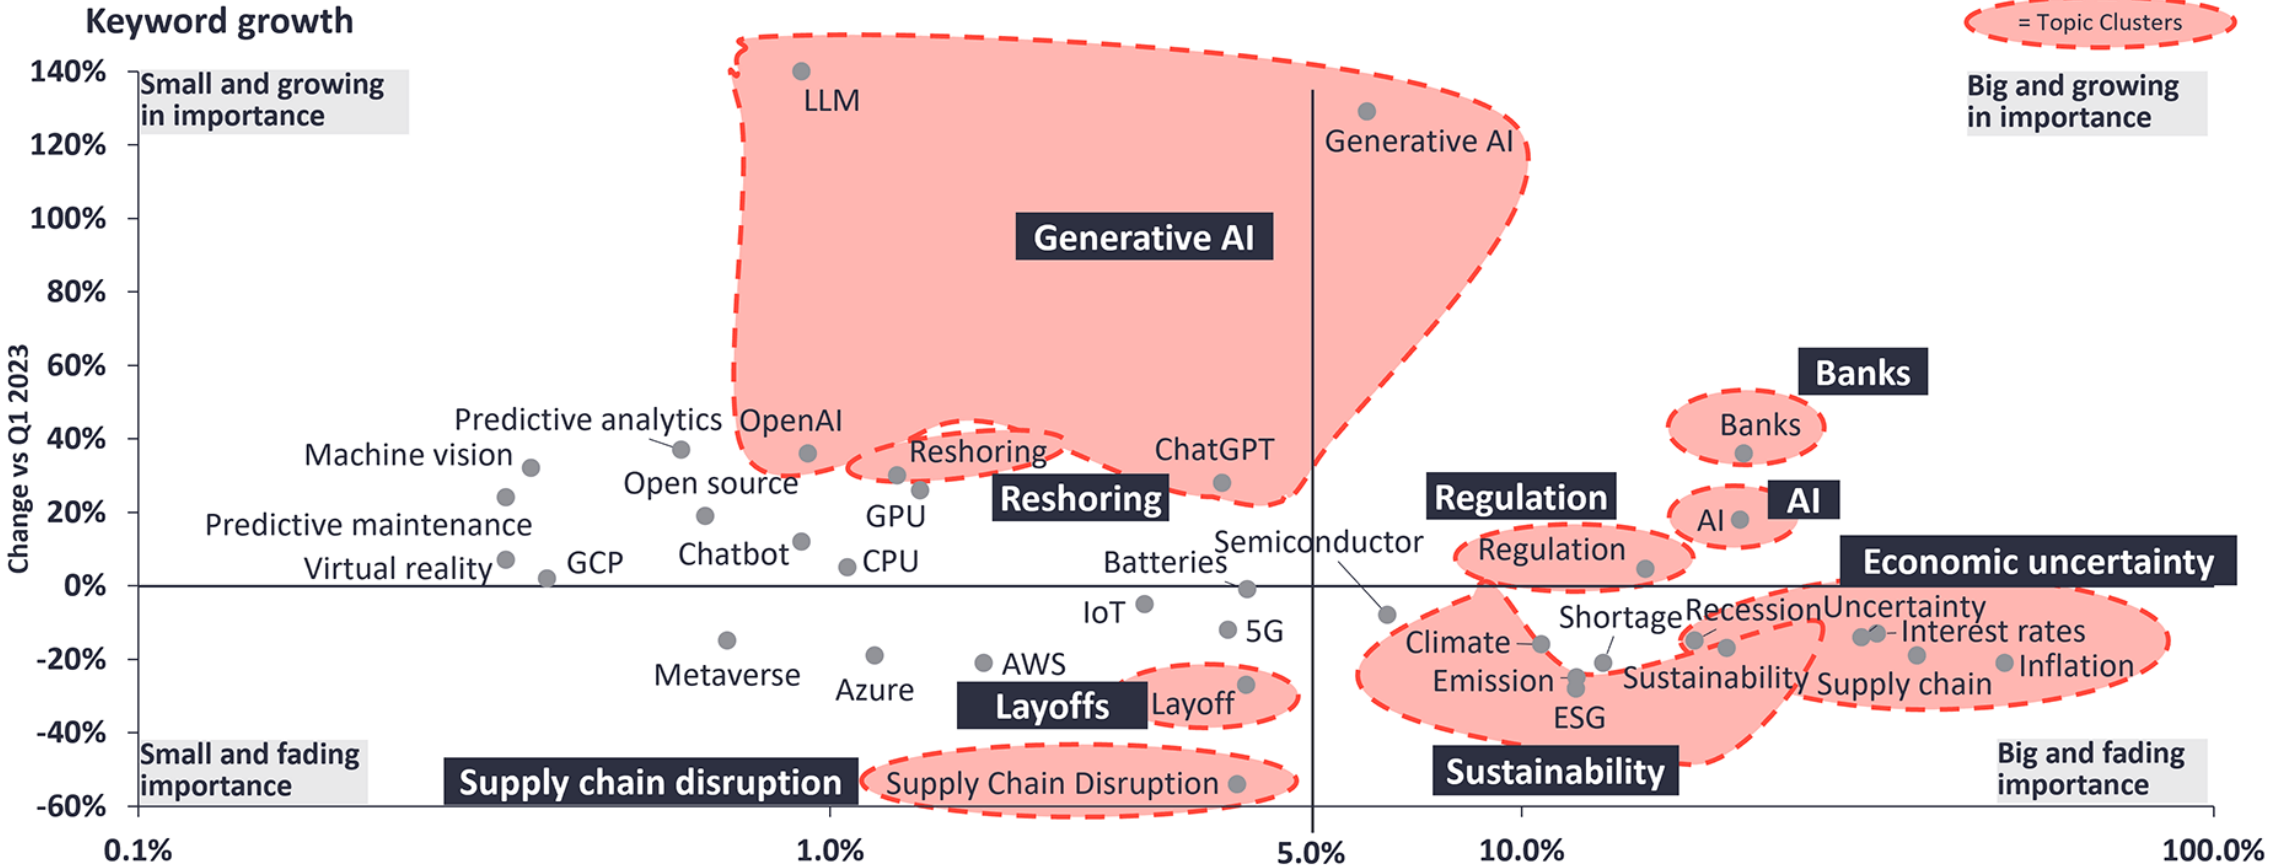 Keyword growth
= Topic Clusters
140%
Small and growing
in importance
Big and growing
in importance
LLM
Generative AI
120%
100%
Generative AI
80%
Change vs Q1 2023
60%
Banks
Predictive analytics
OpenAI
Banks
40%
Machine vision
Reshoring
ChatGPT
Open source
Reshoring
Regulation
AI
20%
Predictive maintenance
GPU
AI
Semiconductor
Regulation
Chatbot
CPU
Batteries
Virtual reality
GCP
Economic uncertainty
0%
IoT
5G
Shortage
Recession
Uncertainty
Climate
Interest rates
-20%
Metaverse
AWS
Emission
Sustainability
Supply chain
Inflation
Azure
Layoffs
Layoff
ESG
-40%
Small and fading
importance
Big and fading
importance
Supply chain disruption
Supply Chain Disruption
Sustainability
-60%
0.1%
1.0%
5.0%
10.0%
100.0%